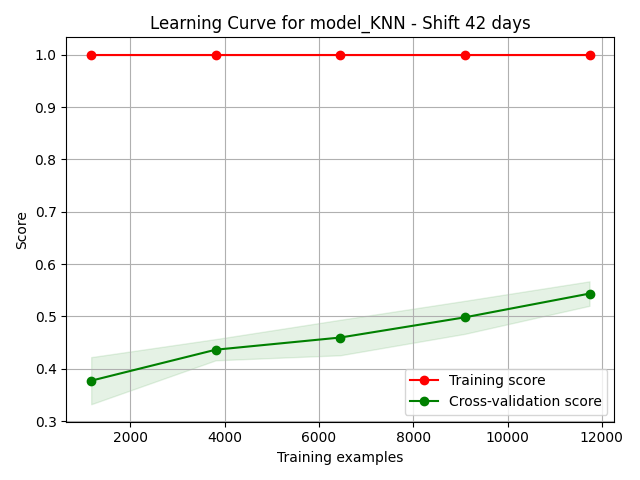 Learning Curve for model_KNN - Shift 42 days
1.0
0.9
0.8
0.7
0.6
0.5
0.4
0.3
Score
2000 4000 6000 8000 10000 12000
Training examples
Training score
Cross-validation score